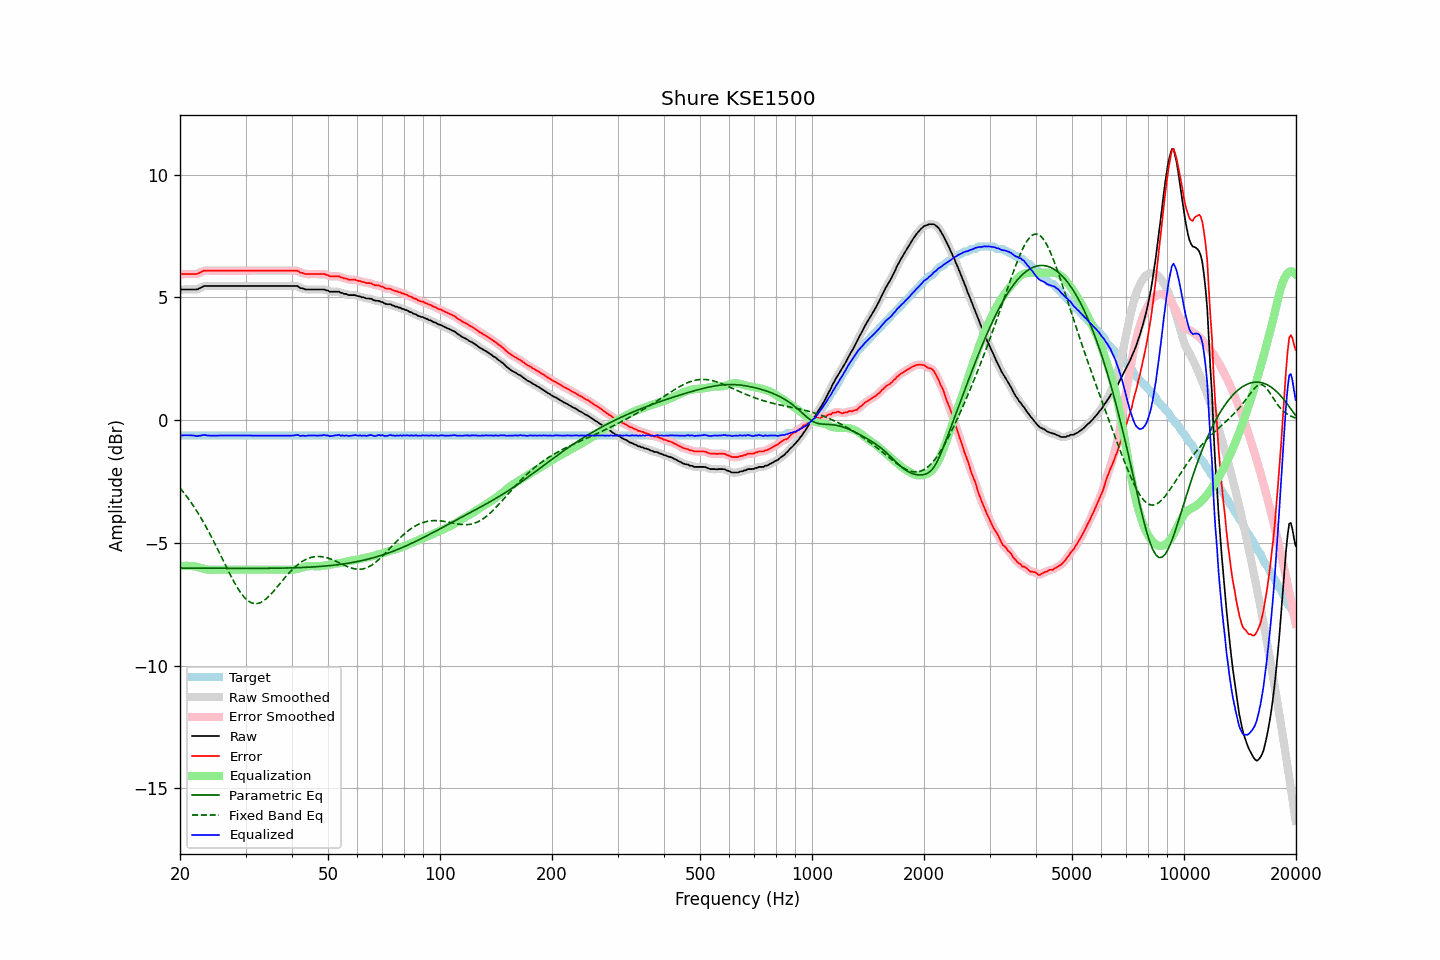 Shure KSE1500
Amplitude (dBr)
10
5
0
−5
−10
−15
Target
Raw Smoothed
Error Smoothed
Raw
Error
Equalization
Parametric Eq
Fixed Band Eq
Equalized
20 50 100 200 500 1000 2000 5000 10000 20000
Frequency (Hz)